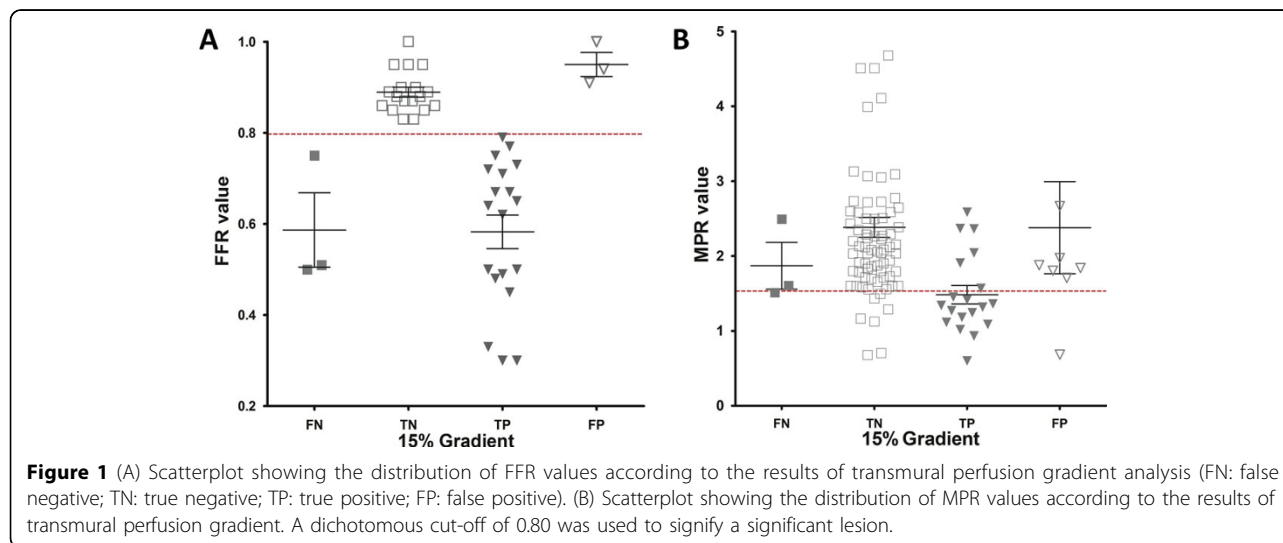 A
1.0
0.8
0.6
0.4
0.2
FFR value
FN TN TP FP
15% Gradient
B
5
4
3
2
1
0
MPR value
FN TN TP FP
15% Gradient
Figure 1 (A) Scatterplot showing the distribution of FFR values according to the results of transmural perfusion gradient analysis (FN: false
negative; TN: true negative; TP: true positive; FP: false positive). (B) Scatterplot showing the distribution of MPR values according to the results of
transmural perfusion gradient. A dichotomous cut-off of 0.80 was used to signify a significant lesion.